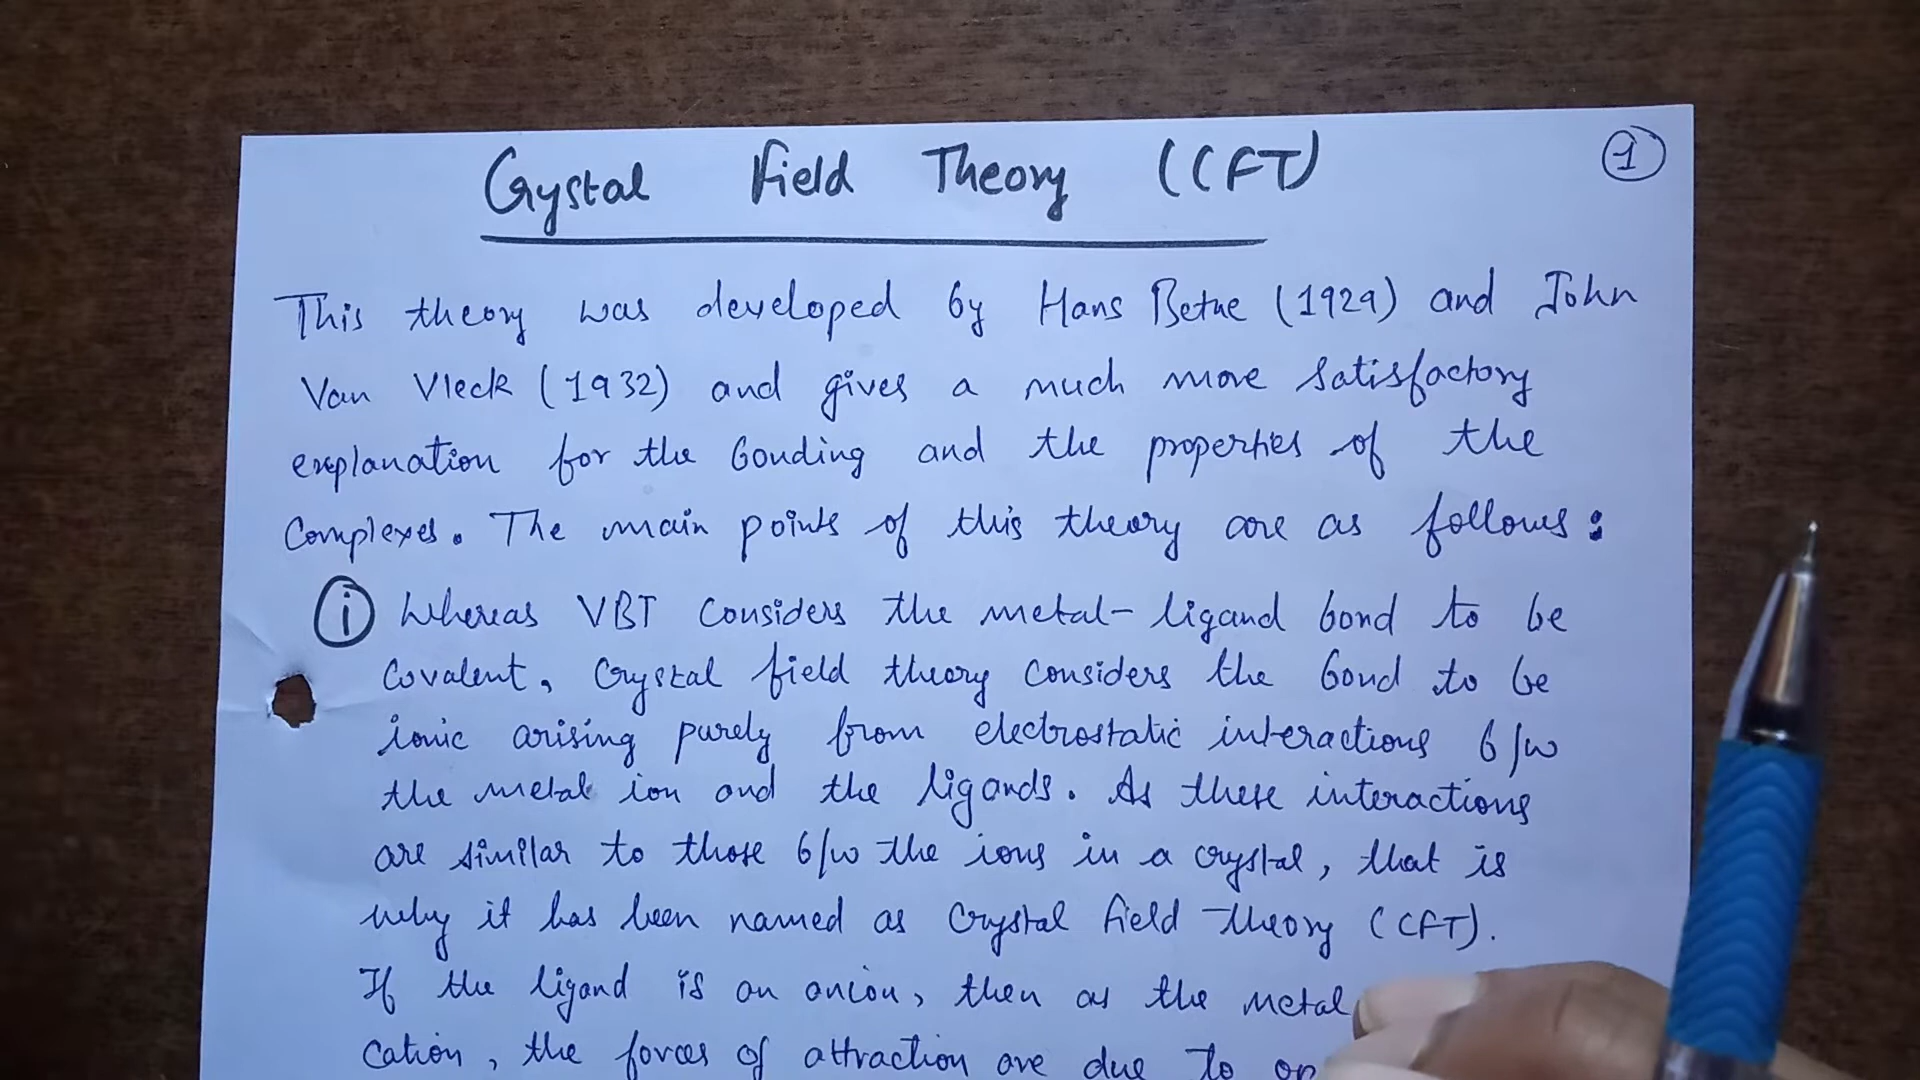 Crystal Field Theory (CFT)
1
This theory was developed by Hans Bethe (1929) and John
Van Vleck (1932) and gives a much more satisfactory
explanation for the bonding and the properties of the
Complexes. The main points of this theory are as follows:
i Whereas VBT Considers the metal-ligand bond to be
Covalent, Crystal field theory Considers the bond to be
ionic arising purely from electrostatic interactions b/w
the metal ion and the ligands. As these interactions
are similar to those b/w the ions in a crystal, that is
why it has been named as Crystal field Theory (CFT).
If the ligand is an anion, then as the metal
Cation, the forces of attraction are due to